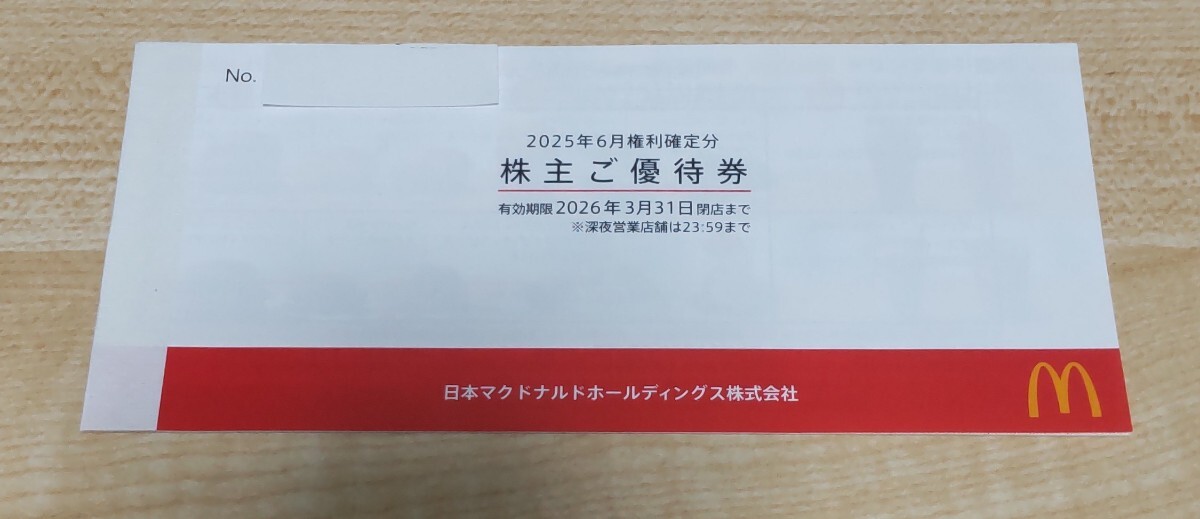 No.
2025年6月権利確定分
株主ご優待券
有効期限 2026年3月31日 閉店まで
※深夜営業店舗は23:59まで
日本マクドナルドホールディングス株式会社